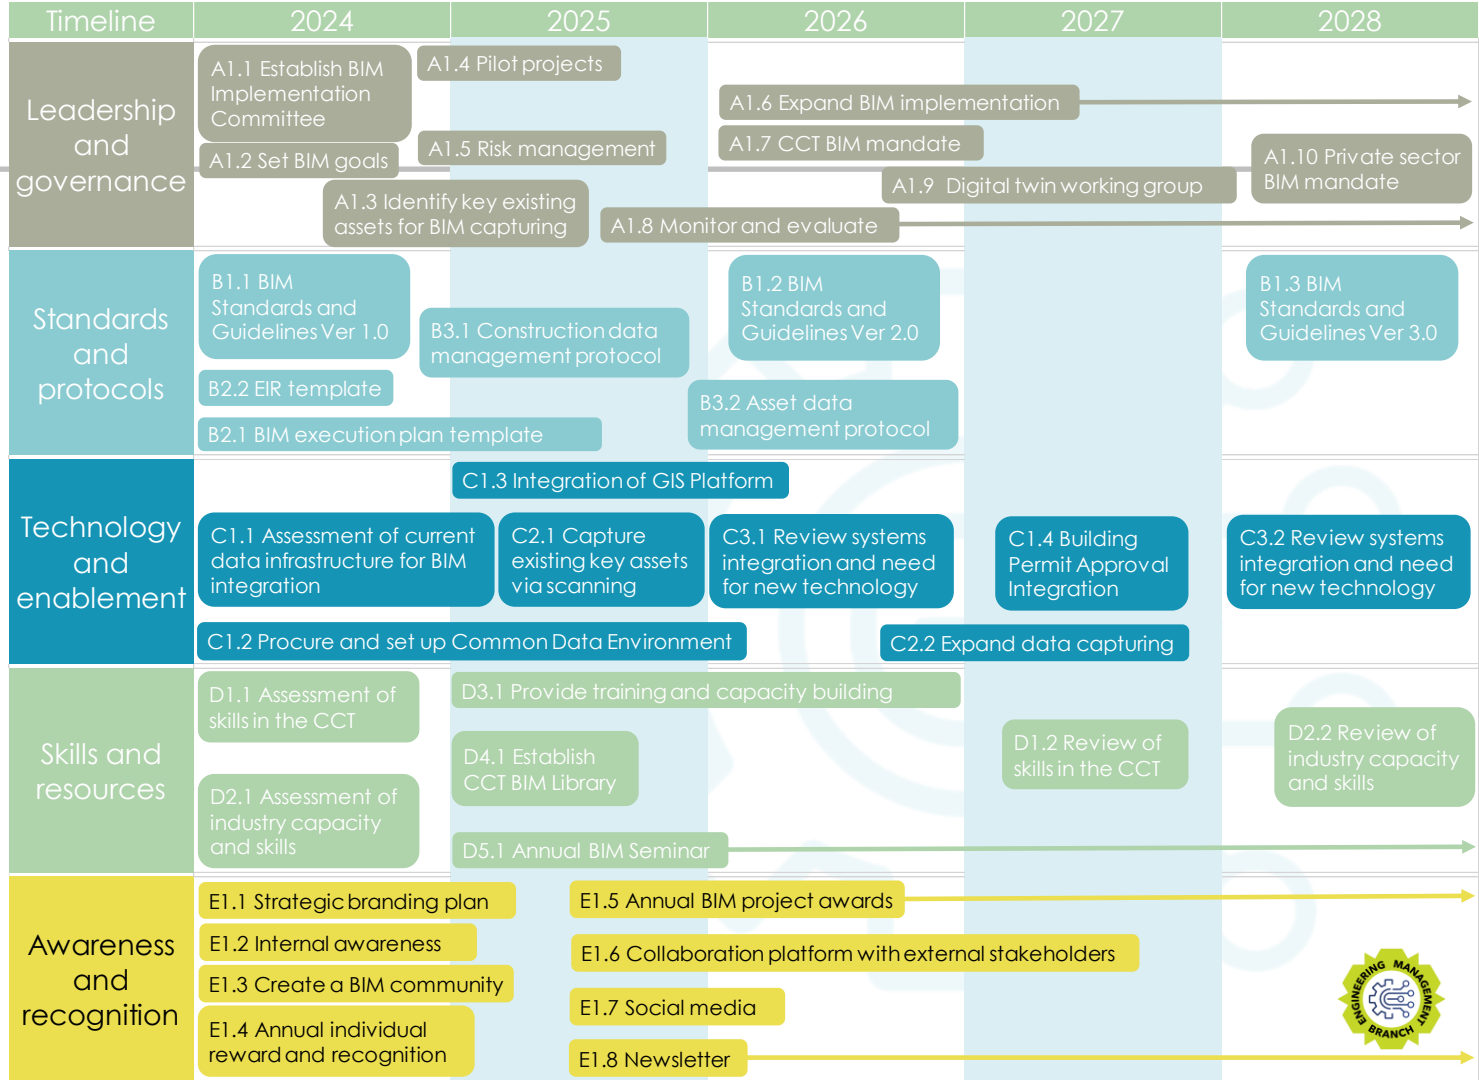 Timeline
2024
2025
2026
2027
2028
Leadership
and
governance
A1.1 Establish BIM
Implementation
Committee
A1.2 Set BIM goals
A1.3 Identify key existing
assets for BIM capturing
A1.4 Pilot projects
A1.5 Risk management
A1.6 Expand BIM implementation
A1.7 CCT BIM mandate
A1.9 Digital twin working group
A1.8 Monitor and evaluate
A1.10 Private sector
BIM mandate
Standards
and
protocols
B1.1 BIM
Standards and
Guidelines Ver 1.0
B2.2 EIR template
B2.1 BIM execution plan template
B3.1 Construction data
management protocol
B1.2 BIM
Standards and
Guidelines Ver 2.0
B3.2 Asset data
management protocol
B1.3 BIM
Standards and
Guidelines Ver 3.0
Technology
and
enablement
C1.3 Integration of GIS Platform
C1.1 Assessment of current
data infrastructure for BIM
integration
C2.1 Capture
existing key assets
via scanning
C3.1 Review systems
integration and need
for new technology
C1.4 Building
Permit Approval
Integration
C3.2 Review systems
integration and need
for new technology
C1.2 Procure and set up Common Data Environment
C2.2 Expand data capturing
Skills and
resources
D1.1 Assessment of
skills in the CCT
D2.1 Assessment of
industry capacity
and skills
D3.1 Provide training and capacity building
D4.1 Establish
CCT BIM Library
D5.1 Annual BIM Seminar
D1.2 Review of
skills in the CCT
D2.2 Review of
industry capacity
and skills
Awareness
and
recognition
E1.1 Strategic branding plan
E1.2 Internal awareness
E1.3 Create a BIM community
E1.4 Annual individual
reward and recognition
E1.5 Annual BIM project awards
E1.6 Collaboration platform with external stakeholders
E1.7 Social media
E1.8 Newsletter
ENGINEERING MANAGEMENT
BRANCH